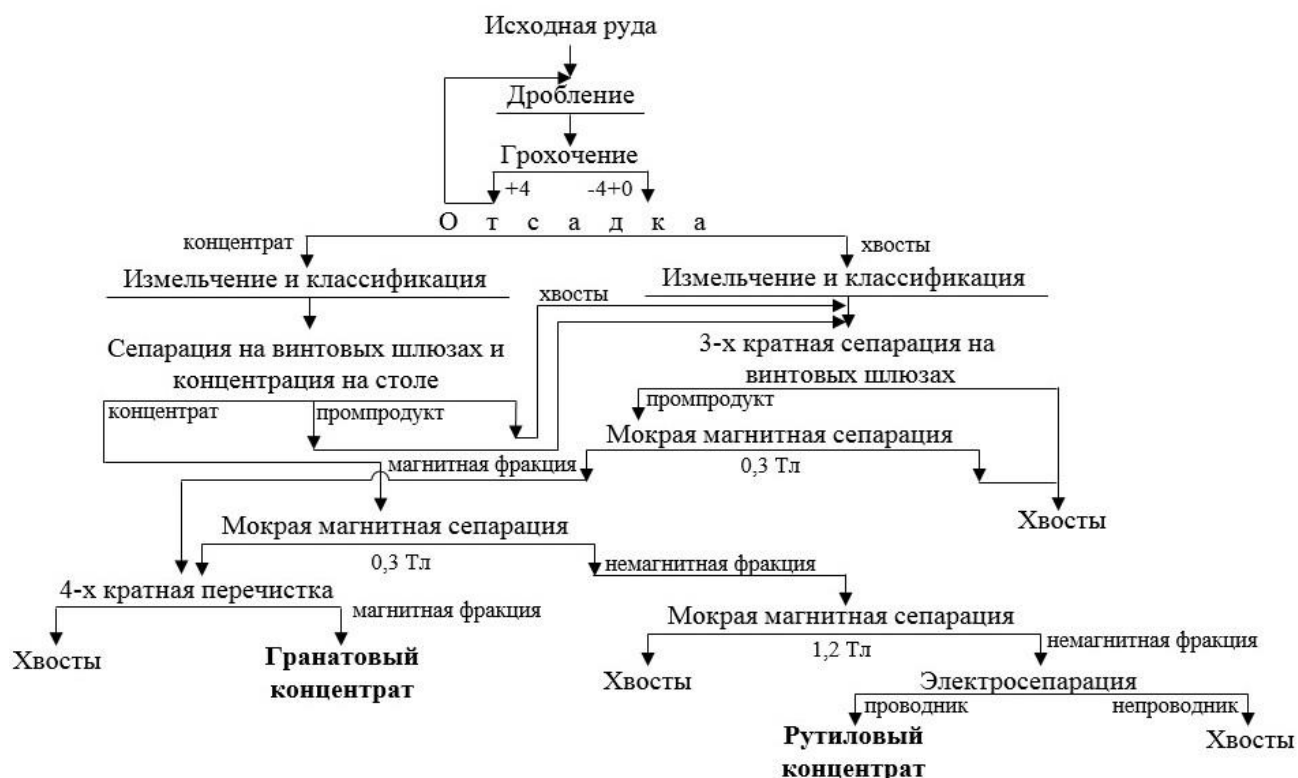 Исходная руда
Дробление
Грохочение
+4 -4+0
О т с а д к а
концентрат хвосты
Измельчение и классификация Измельчение и классификация
хвосты
Сепарация на винтовых шлюзах и
концентрация на столе
3-х кратная сепарация на
винтовых шлюзах
концентрат промпродукт
промпродукт
Мокрая магнитная сепарация
магнитная фракция
0,3 Тл
Хвосты
Мокрая магнитная сепарация
0,3 Тл
немагнитная фракция
4-х кратная перечистка
магнитная фракция
Мокрая магнитная сепарация
1,2 Тл
немагнитная фракция
Хвосты
Гранатовый
концентрат
Хвосты
Электросепарация
проводник непроводник
Рутиловый
концентрат
Хвосты